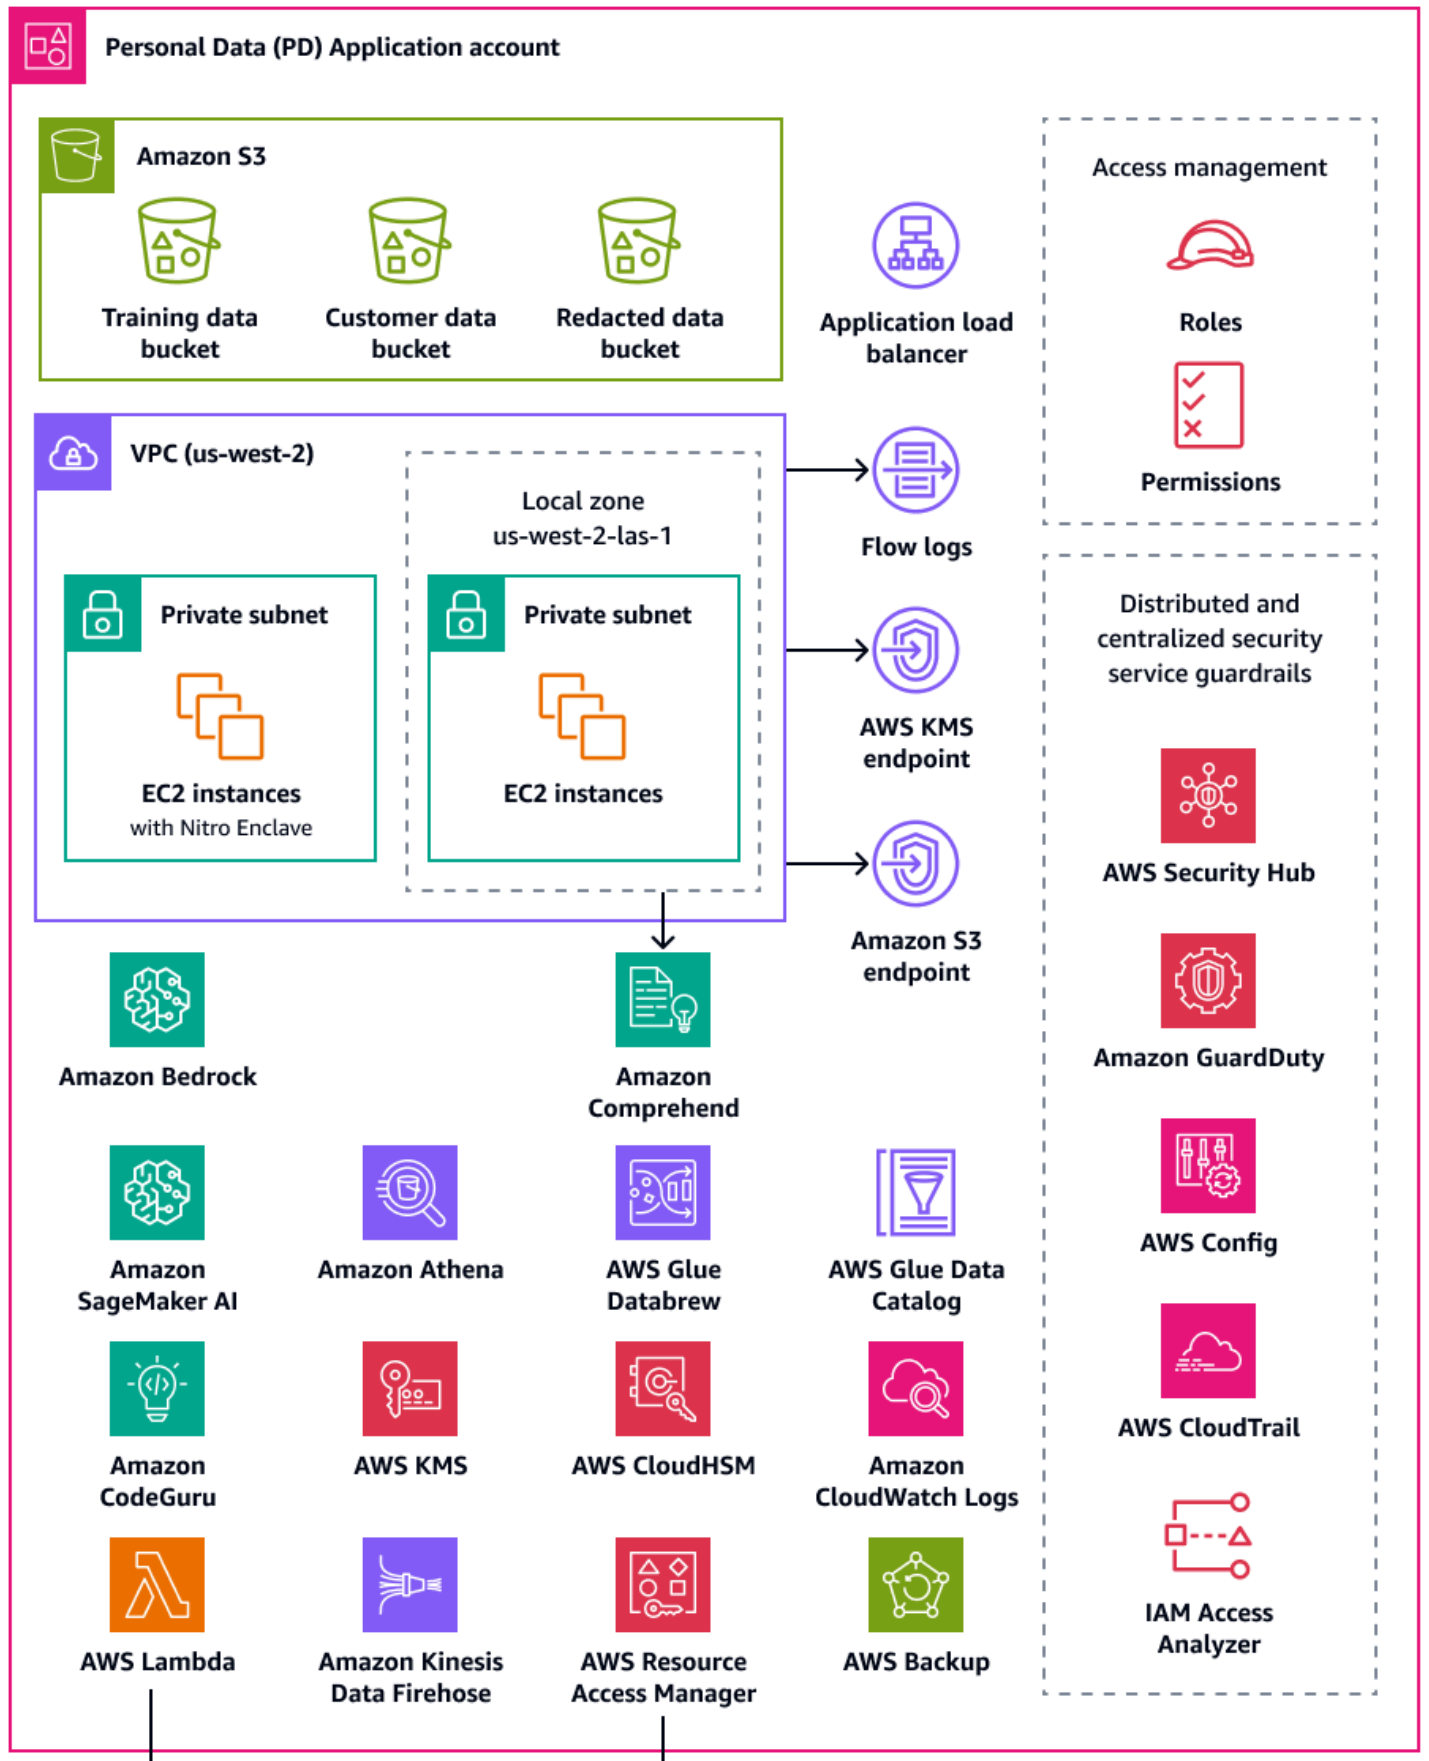 Personal Data (PD) Application account
Amazon S3
Training data
bucket
Customer data
bucket
Redacted data
bucket
Application load
balancer
Access management
Roles
Permissions
VPC (us-west-2)
Local zone
us-west-2-las-1
Private subnet
EC2 instances
with Nitro Enclave
Private subnet
EC2 instances
Flow logs
AWS KMS
endpoint
Amazon S3
endpoint
Distributed and
centralized security
service guardrails
AWS Security Hub
Amazon GuardDuty
AWS Config
AWS CloudTrail
IAM Access
Analyzer
Amazon Bedrock
Amazon
Comprehend
Amazon
SageMaker AI
Amazon Athena
AWS Glue
Databrew
AWS Glue Data
Catalog
Amazon
CodeGuru
AWS KMS
AWS CloudHSM
Amazon
CloudWatch Logs
AWS Lambda
Amazon Kinesis
Data Firehose
AWS Resource
Access Manager
AWS Backup